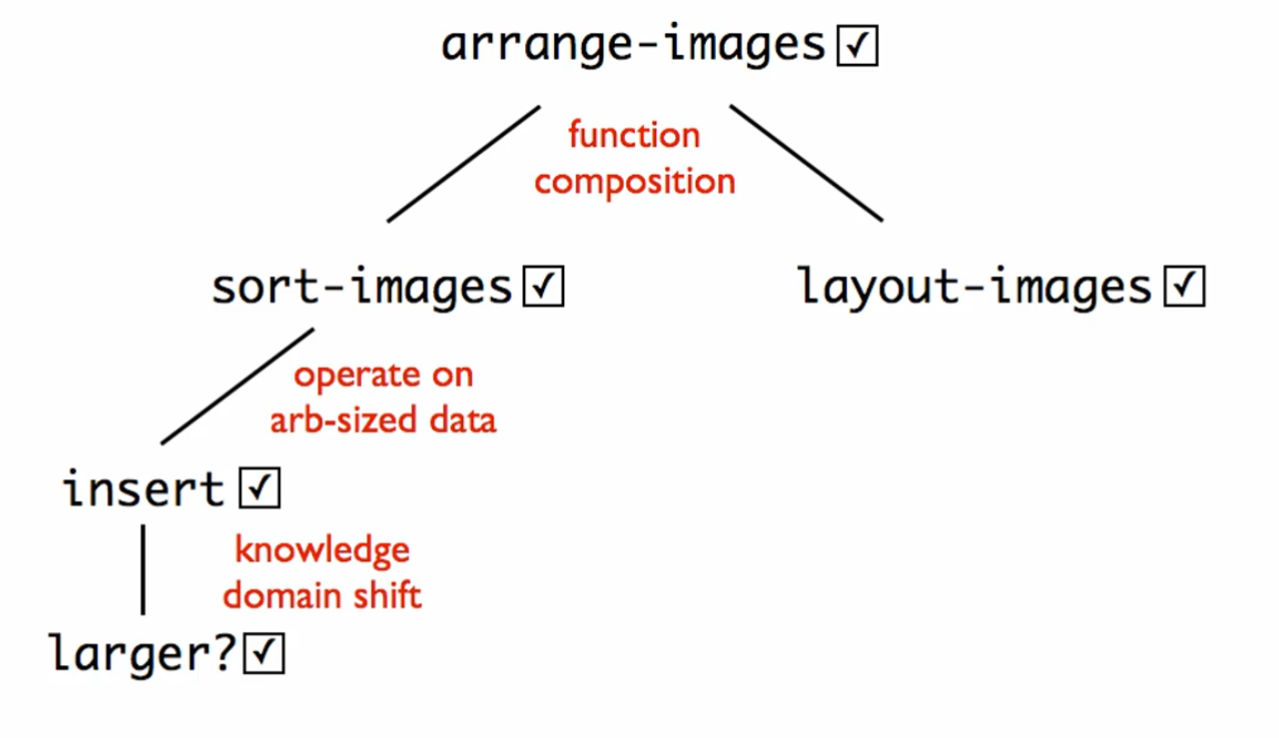 arrange-images ☑
function
composition
sort-images ☑
layout-images ☑
operate on
arb-sized data
insert ☑
knowledge
domain shift
larger? ☑